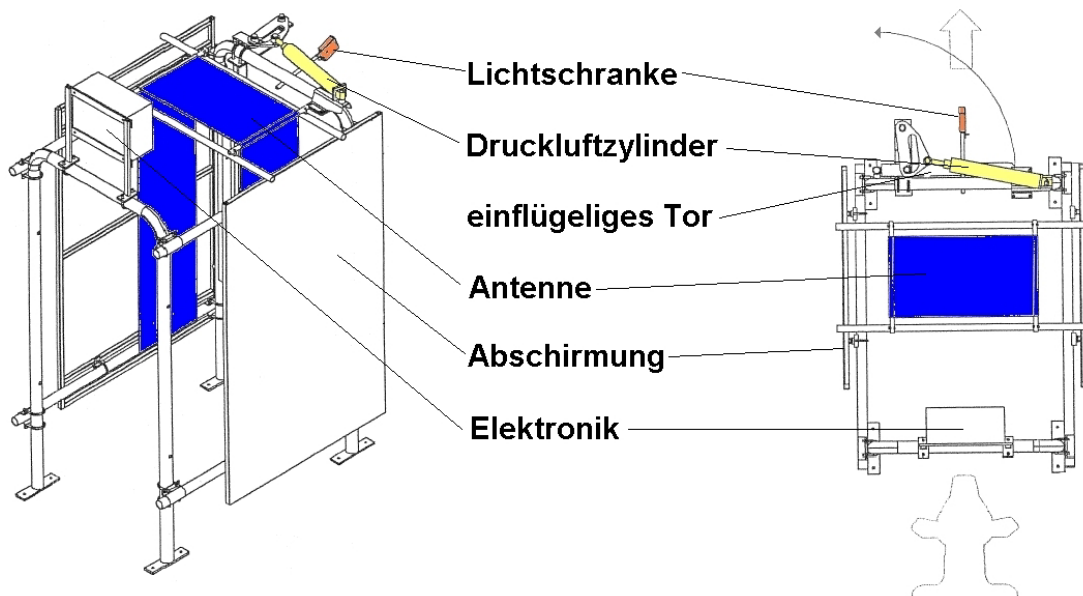 Lichtschranke
Druckluftzylinder
einflügeliges Tor
Antenne
Abschirmung
Elektronik